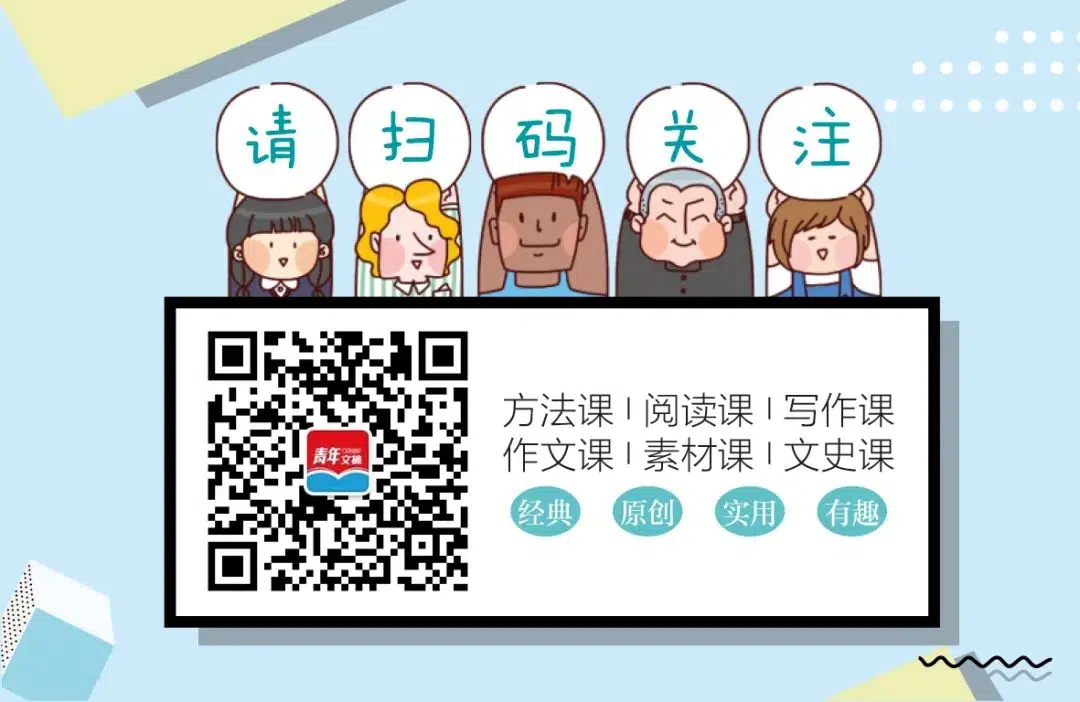 请扫码关注
方法课 | 阅读课 | 写作课
作文课 | 素材课 | 文史课
青年
文摘
经典 原创 实用 有趣